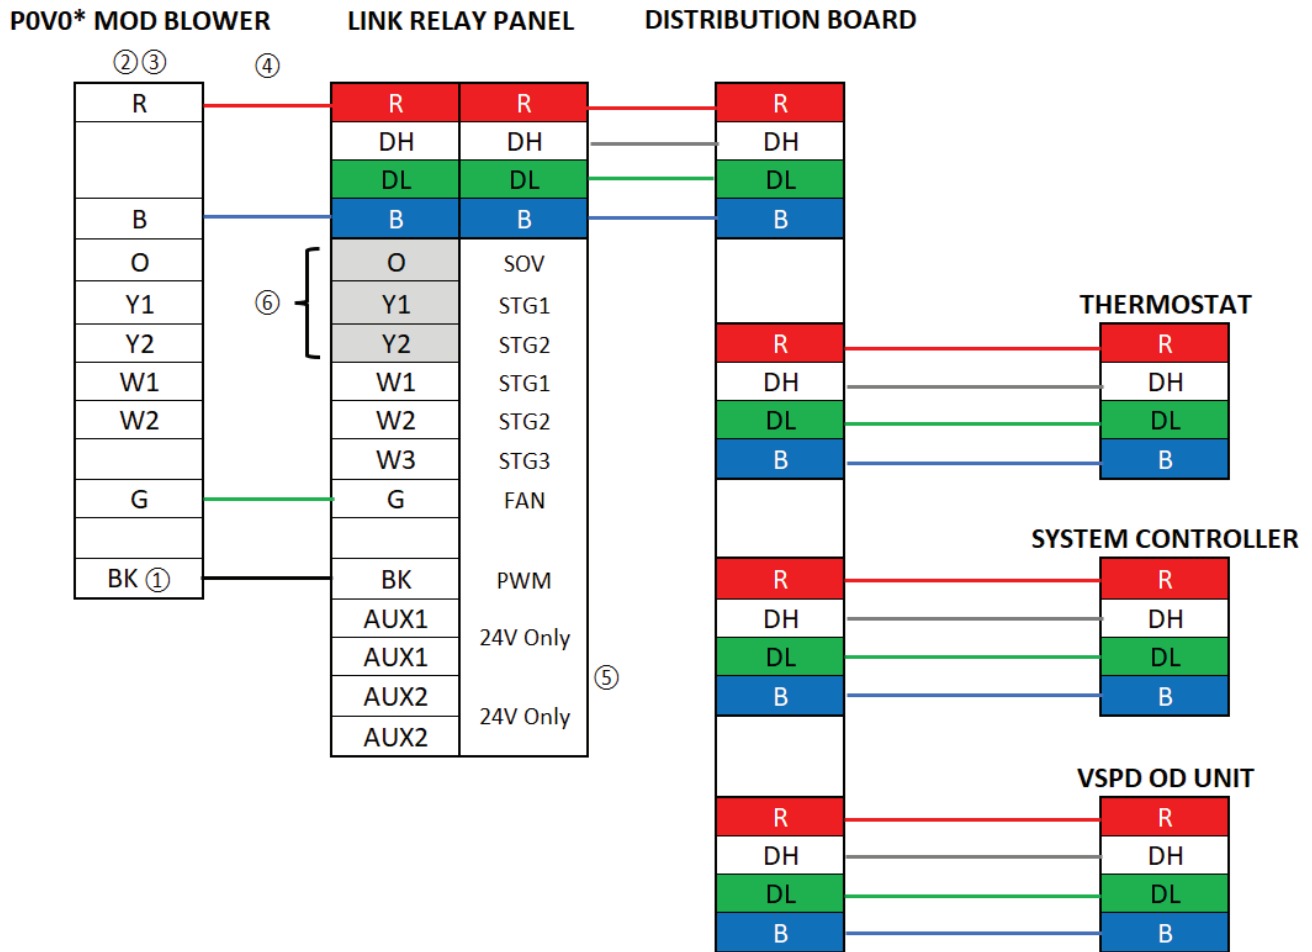 P0V0* MOD BLOWER
②③
R
B
O
Y1
Y2
W1
W2
G
BK ①
④
⑥
LINK RELAY PANEL
R R
DH DH
DL DL
B B
O SOV
Y1 STG1
Y2 STG2
W1 STG1
W2 STG2
W3 STG3
G FAN
BK PWM
AUX1
24V Only
AUX1
AUX2
24V Only
AUX2
⑤
DISTRIBUTION BOARD
R
DH
DL
B
R
DH
DL
B
R
DH
DL
B
R
DH
DL
B
THERMOSTAT
R
DH
DL
B
SYSTEM CONTROLLER
R
DH
DL
B
VSPD OD UNIT
R
DH
DL
B